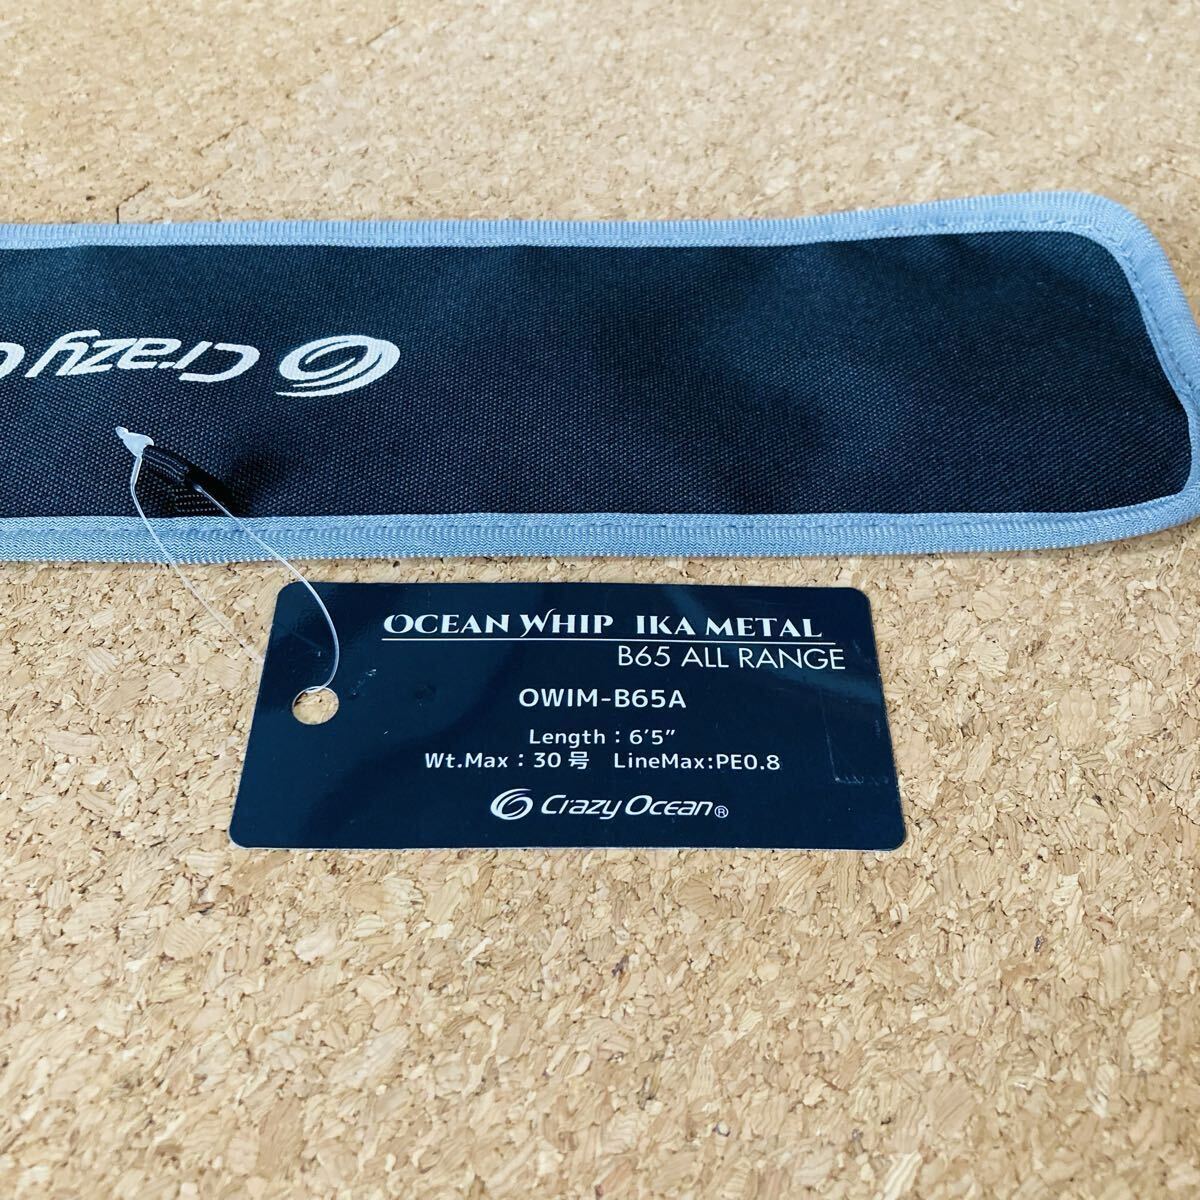 Crazy
OCEAN WHIP IKA METAL
B65 ALL RANGE
OWIM-B65A
Length : 6'5"
Wt.Max : 30号 LineMax:PE0.8
Crazy Ocean®